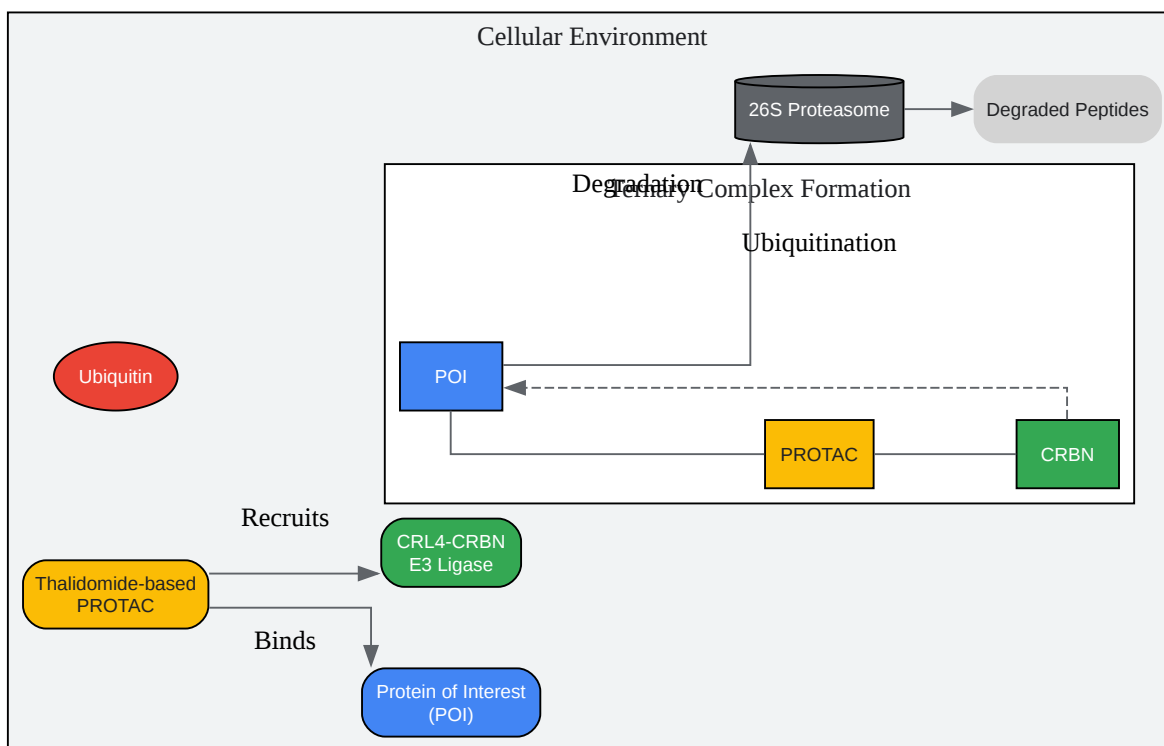 Cellular Environment
26S Proteasome
Degraded Peptides
Degradation
Ternary Complex Formation
Ubiquitination
Ubiquitin
POI
PROTAC
CRBN
Recruits
CRL4-CRBN
E3 Ligase
Thalidomide-based
PROTAC
Binds
Protein of Interest
(POI)